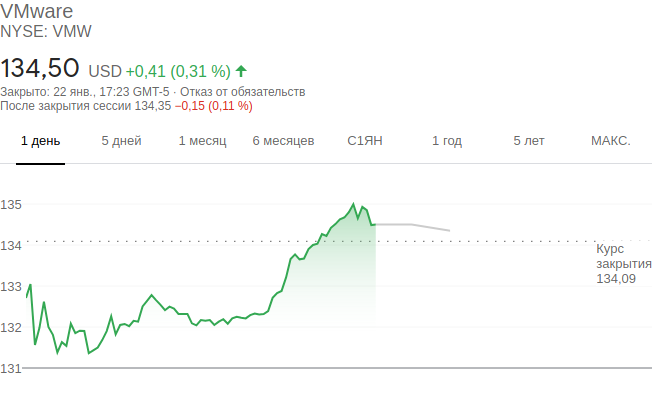 VMware
NYSE: VMW
134,50 USD +0,41 (0,31 %)
Закрыто: 22 янв., 17:23 GMT-5 · Отказ от обязательств
После закрытия сессии 134,35 −0,15 (0,11 %)
1 день 5 дней 1 месяц 6 месяцев С1ЯН 1 год 5 лет МАКС.
135
134
Курс
закрытия
134,09
133
132
131